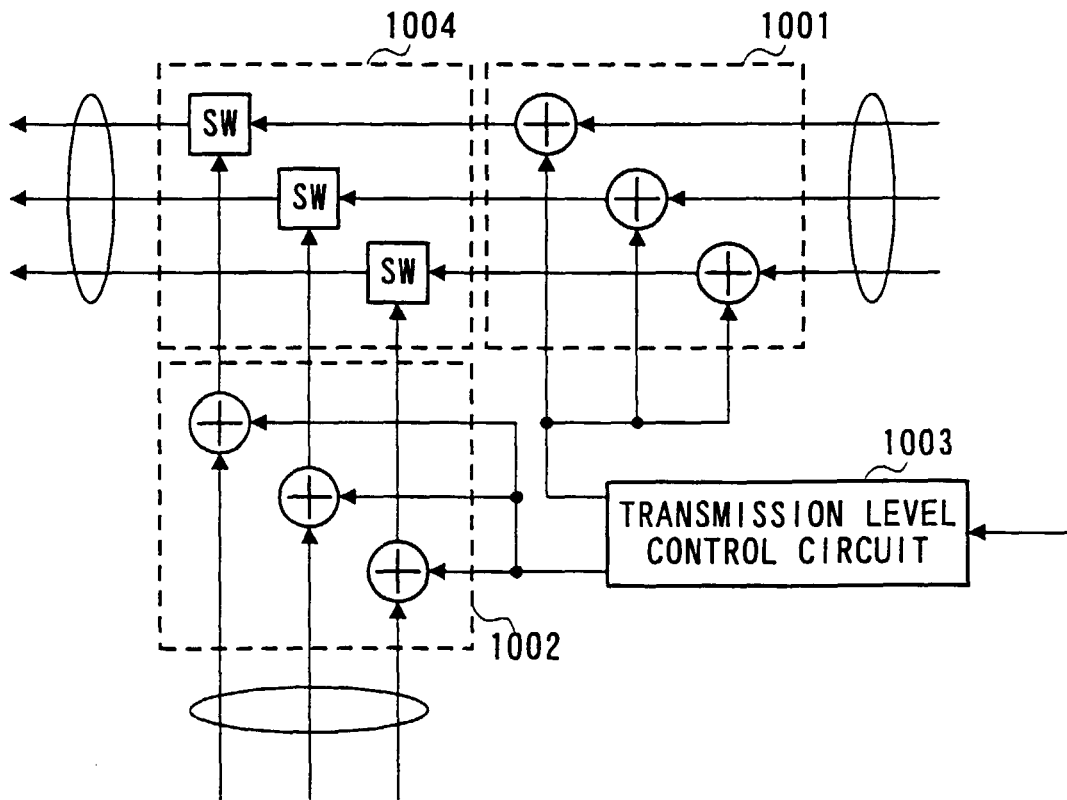 1004
1001
SW
SW
SW
1003
TRANSMISSION LEVEL
CONTROL CIRCUIT
1002